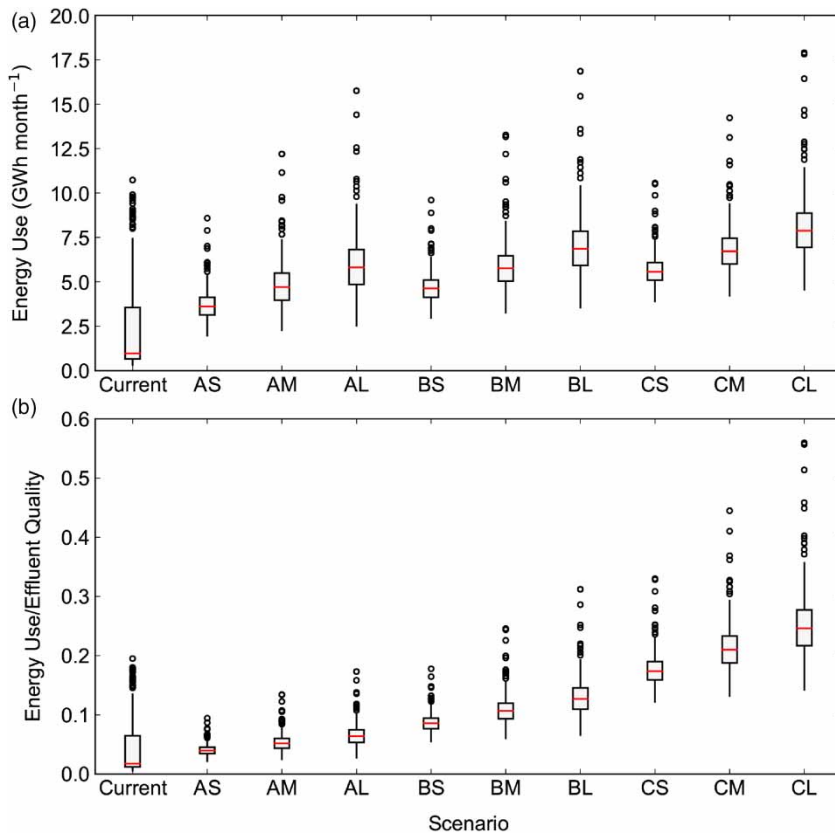 (a)
Energy Use (GWh month⁻¹)
20.0
17.5
15.0
12.5
10.0
7.5
5.0
2.5
0.0
Current AS AM AL BS BM BL CS CM CL
(b)
Energy Use/Effluent Quality
0.6
0.5
0.4
0.3
0.2
0.1
0.0
Current AS AM AL BS BM BL CS CM CL
Scenario